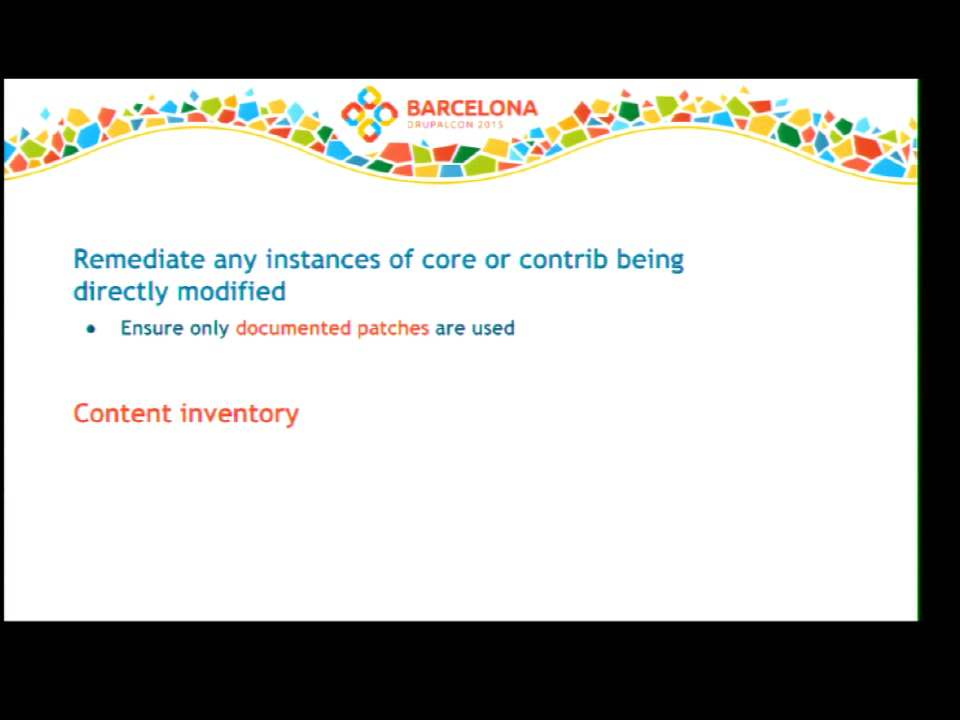 BARCELONA
DRUPALCON 2015
Remediate any instances of core or contrib being
directly modified
● Ensure only documented patches are used
Content inventory